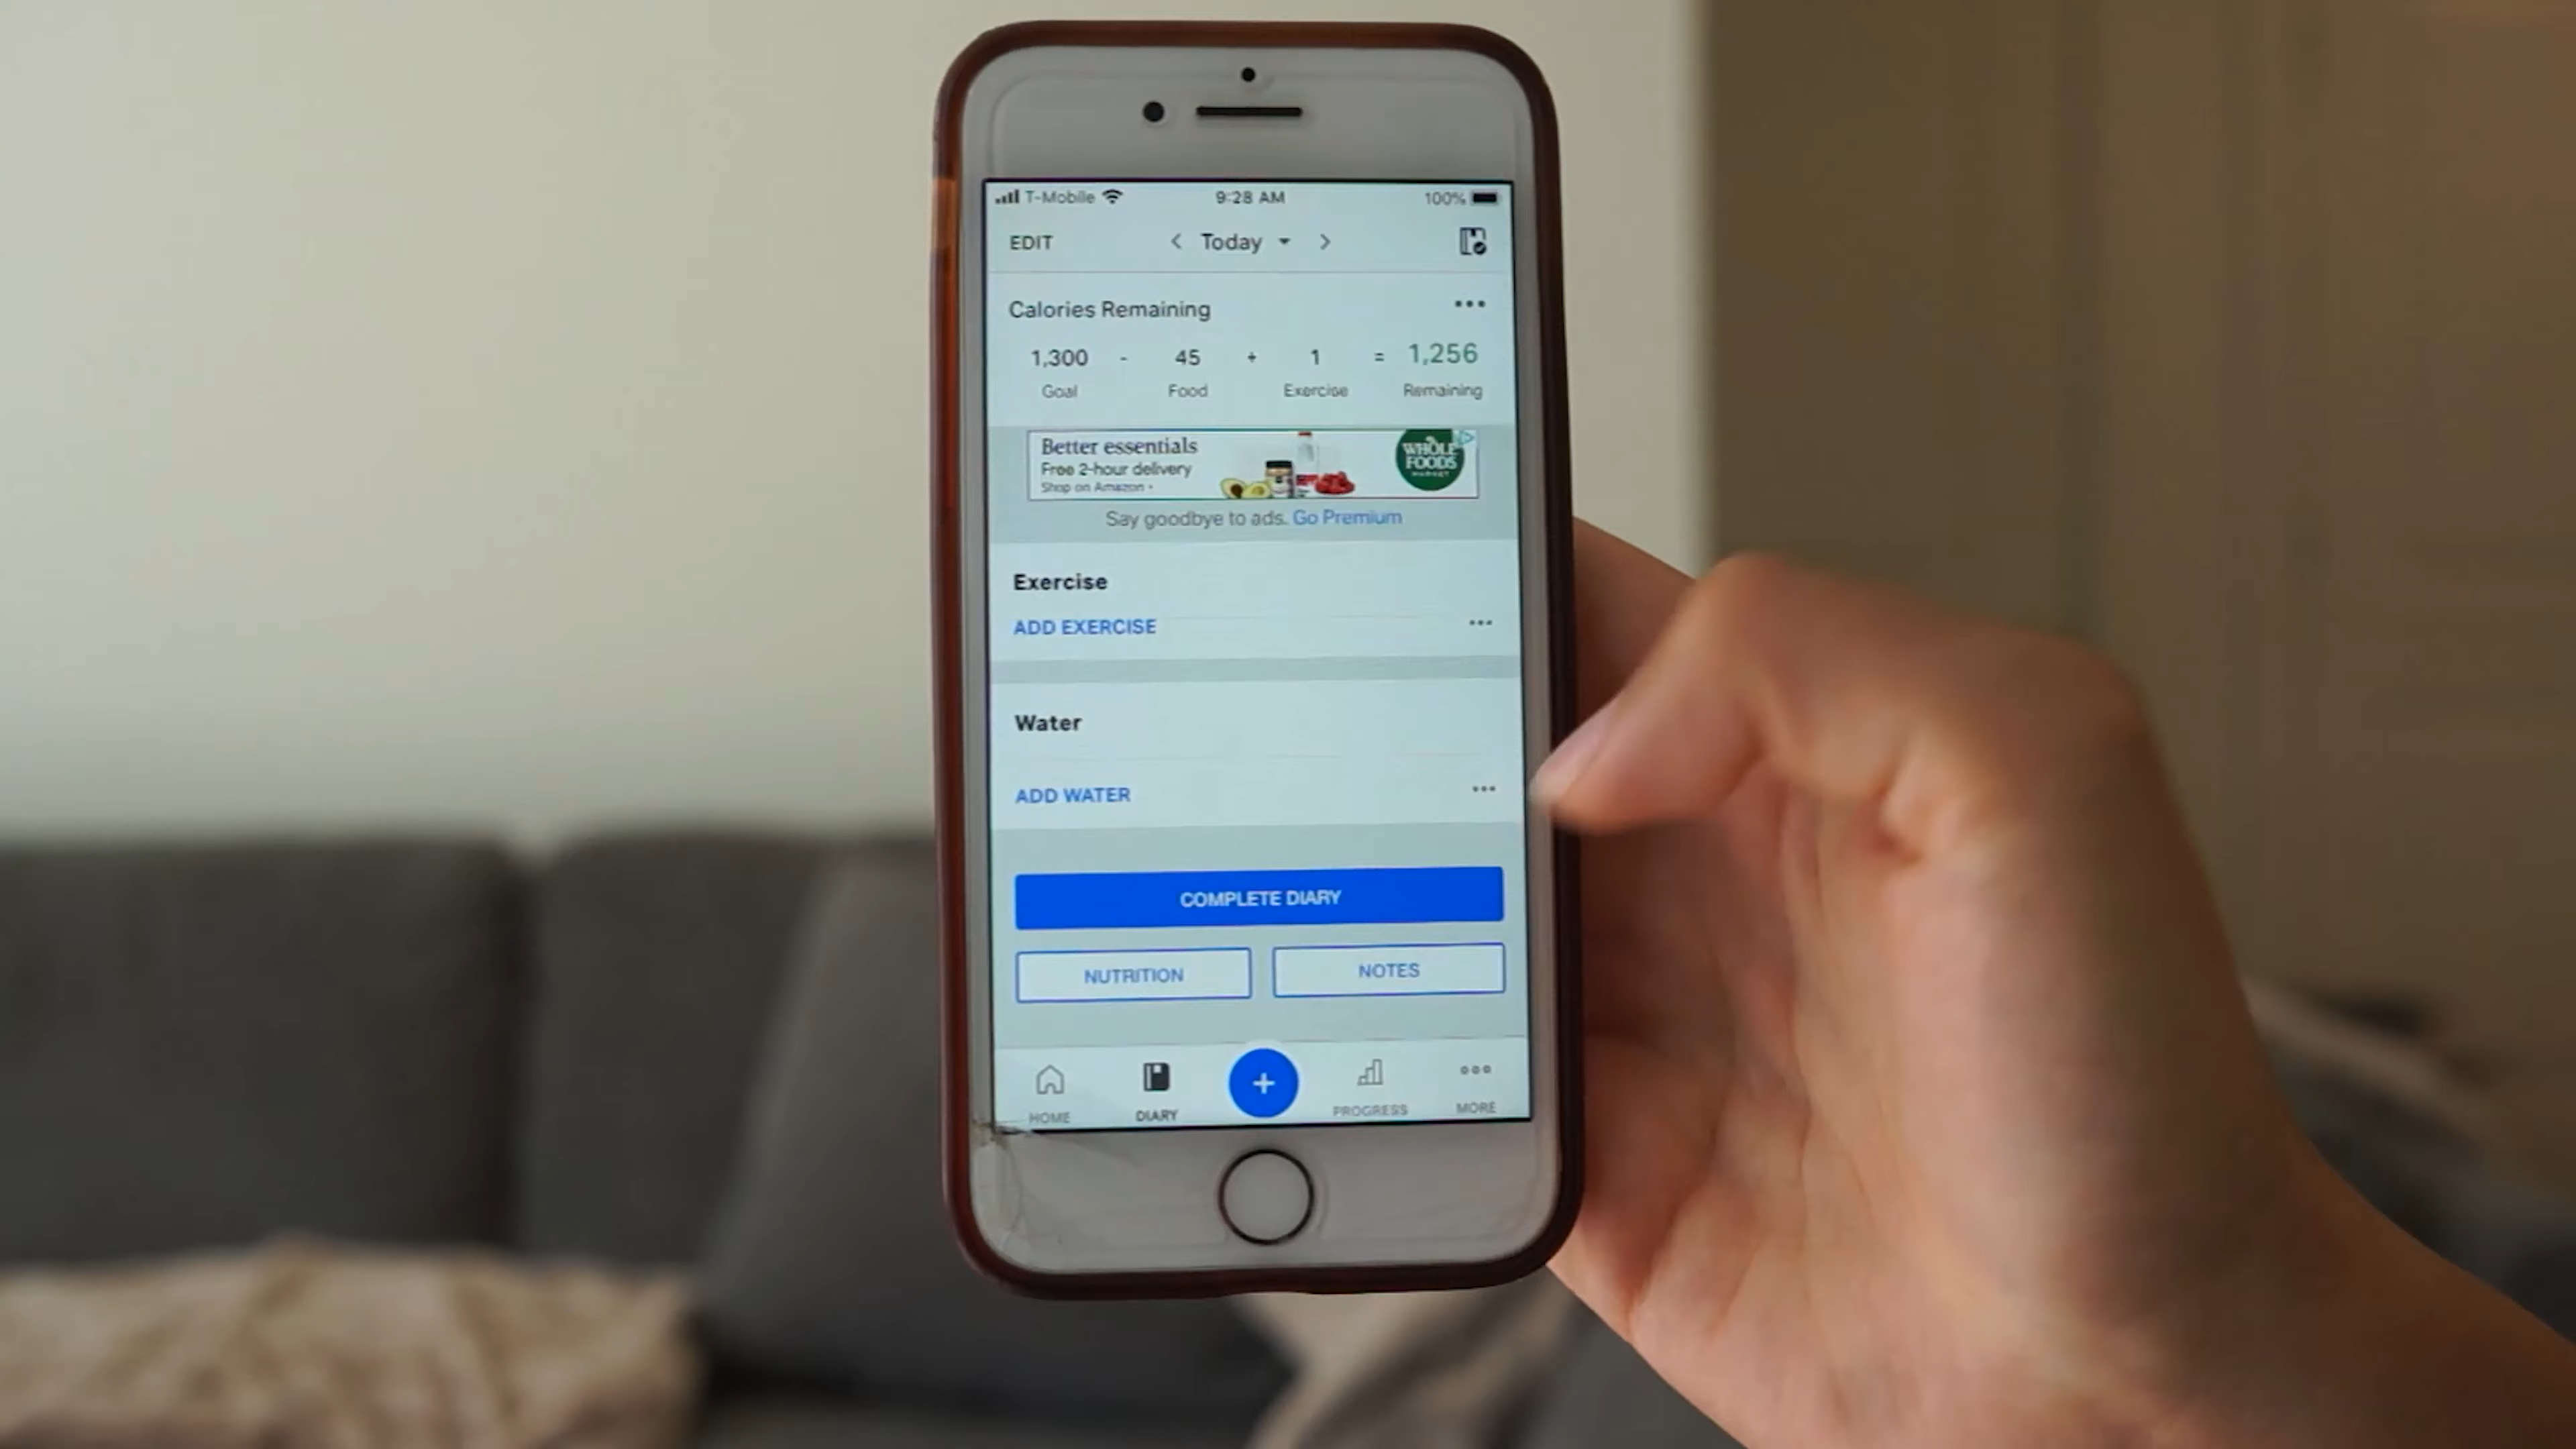 T-Mobile 9:28 AM 100%
EDIT < Today >
Calories Remaining •••
1,300 - 45 + 1 = 1,256
Goal Food Exercise Remaining
Better essentials
Free 2-hour delivery
Shop on Amazon
WHOLE
FOODS
MARKET
Say goodbye to ads. Go Premium
Exercise
ADD EXERCISE •••
Water
ADD WATER •••
COMPLETE DIARY
NUTRITION NOTES
+
HOME DIARY PROGRESS MORE